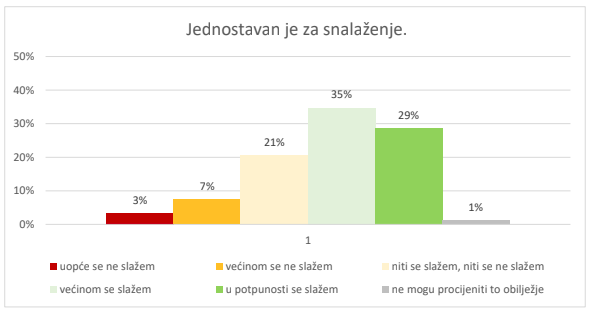 Jednostavan je za snalaženje.
50%
40%
30%
20%
10%
0%
3%
7%
21%
35%
29%
1%
1
uopće se ne slažem
većinom se ne slažem
niti se slažem, niti se ne slažem
većinom se slažem
u potpunosti se slažem
ne mogu procijeniti to obilježje